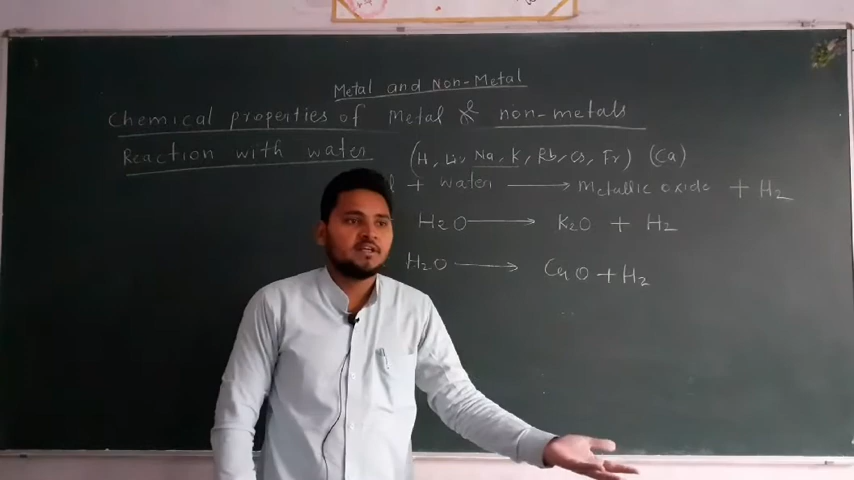 Metal and Non-Metal
Chemical properties of Metal & non-metals
Reaction with water (H, Li, Na, K, Rb, Cs, Fr) (Ca)
l + water ⟶ Metallic oxide + H₂
H₂O ⟶ K₂O + H₂
H₂O ⟶ CaO + H₂